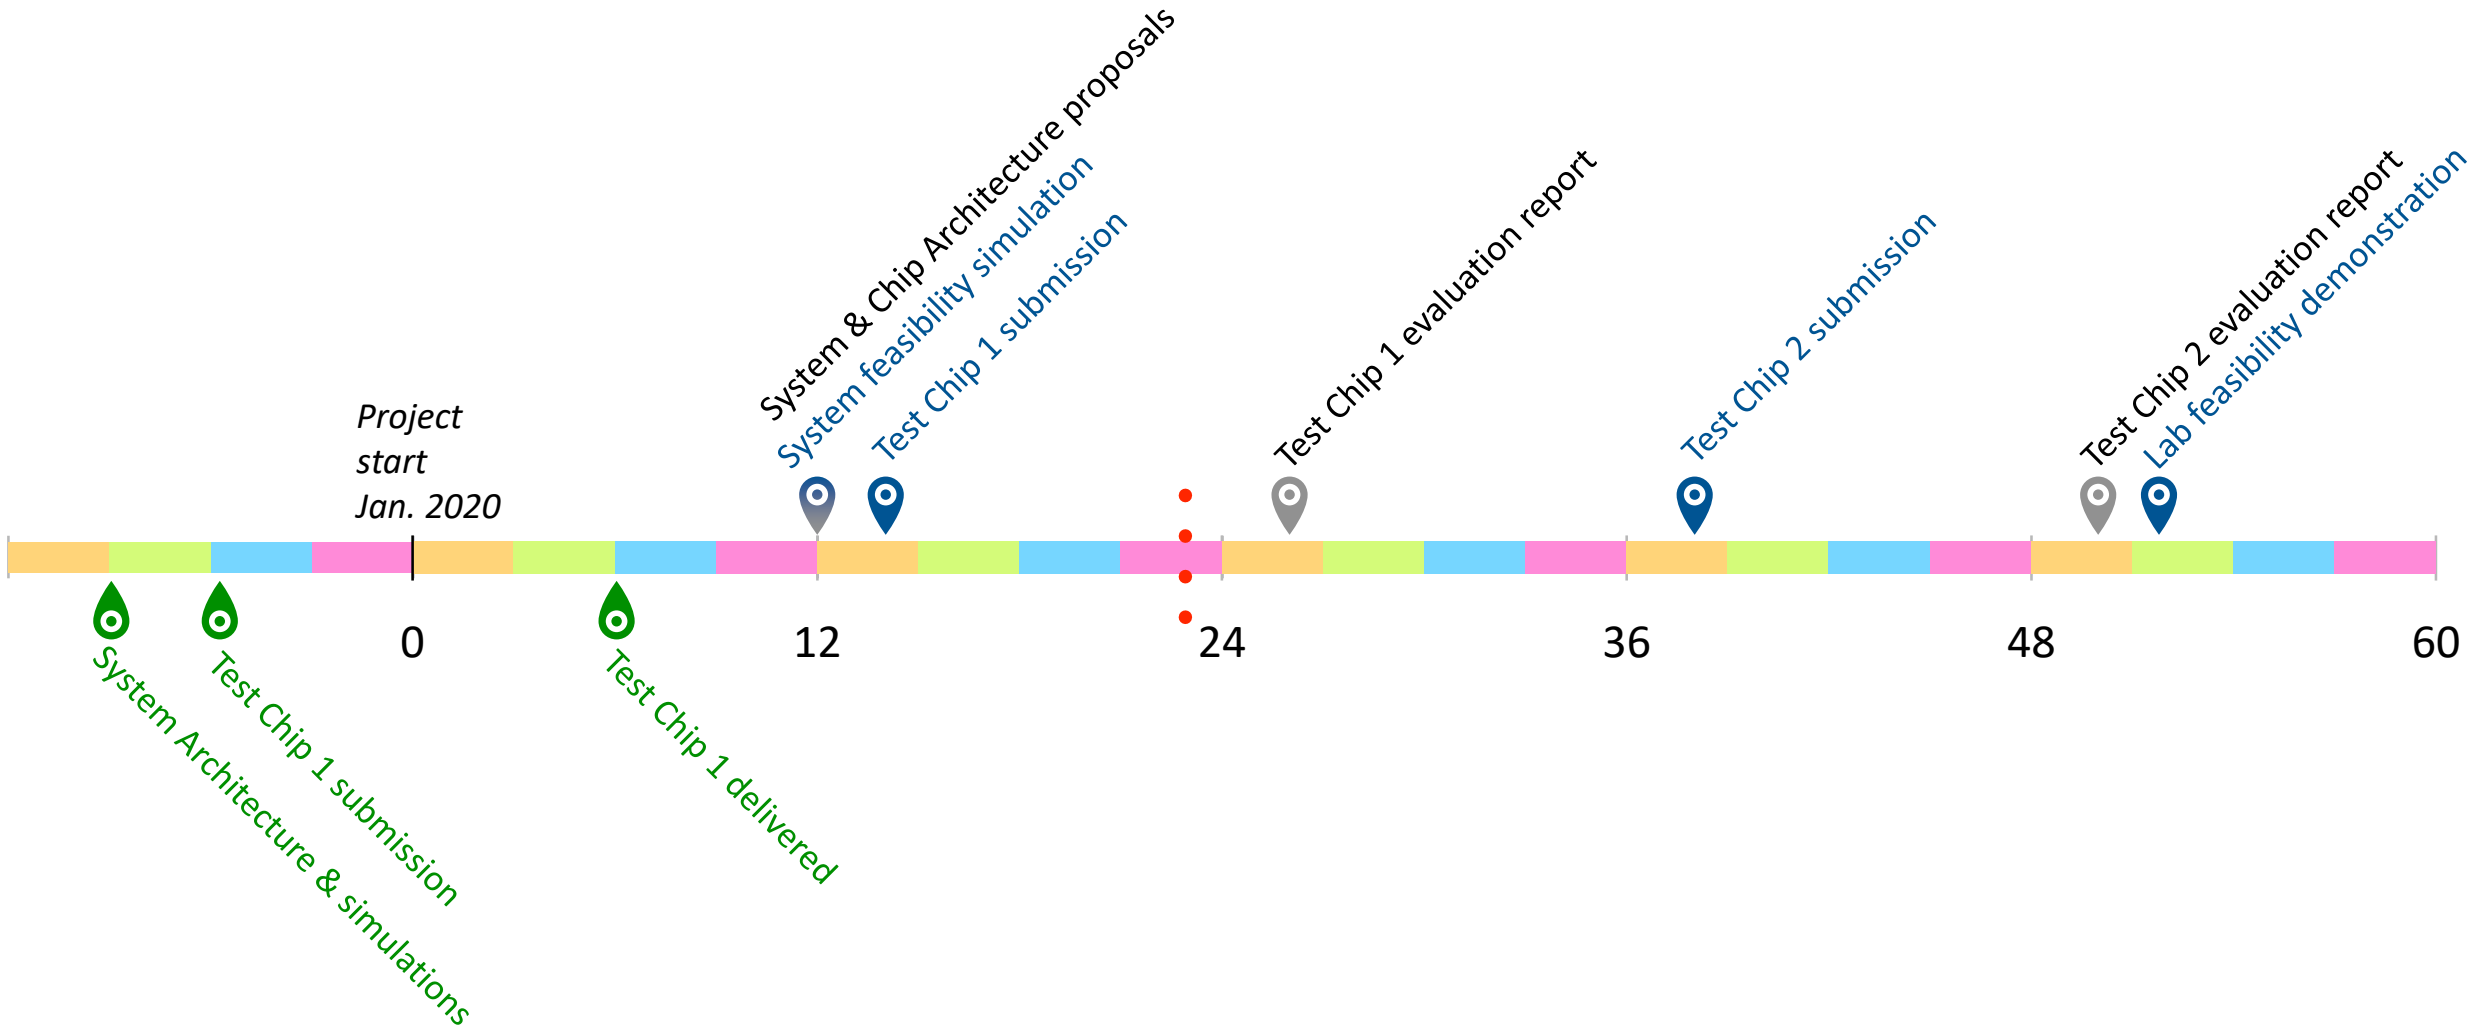 System & Chip Architecture proposals
System feasibility simulation
Test Chip 1 submission
Test Chip 1 evaluation report
Test Chip 2 submission
Test Chip 2 evaluation report
Lab feasibility demonstration
Project
start
Jan. 2020
0
12
24
36
48
60
System Architecture & simulations
Test Chip 1 submission
Test Chip 1 delivered